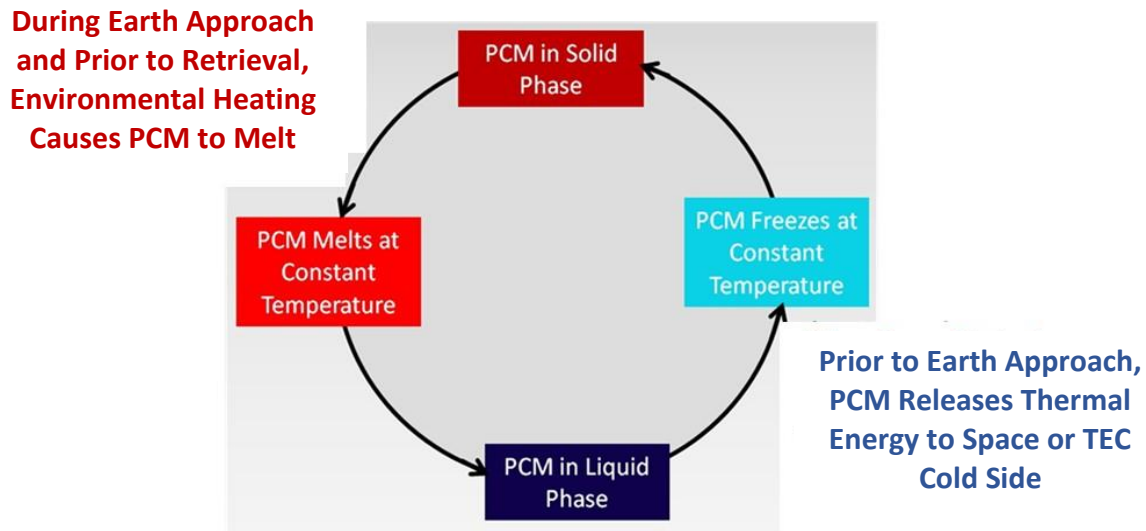 During Earth Approach
and Prior to Retrieval,
Environmental Heating
Causes PCM to Melt
PCM in Solid
Phase
PCM Melts at
Constant
Temperature
PCM Freezes at
Constant
Temperature
PCM in Liquid
Phase
Prior to Earth Approach,
PCM Releases Thermal
Energy to Space or TEC
Cold Side